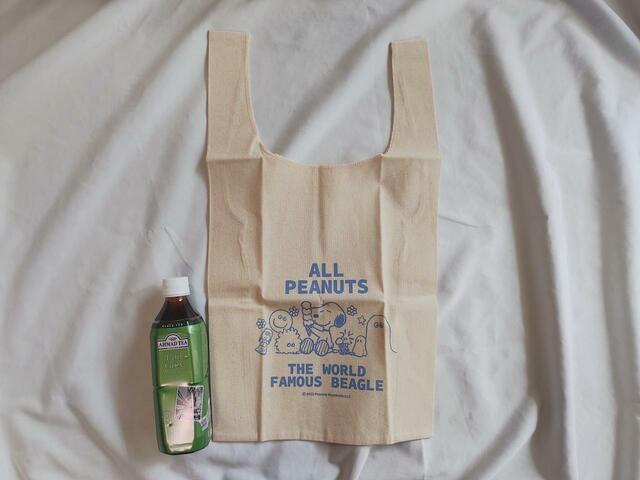 ALL
PEANUTS
THE WORLD
FAMOUS BEAGLE
AHMAD TEA